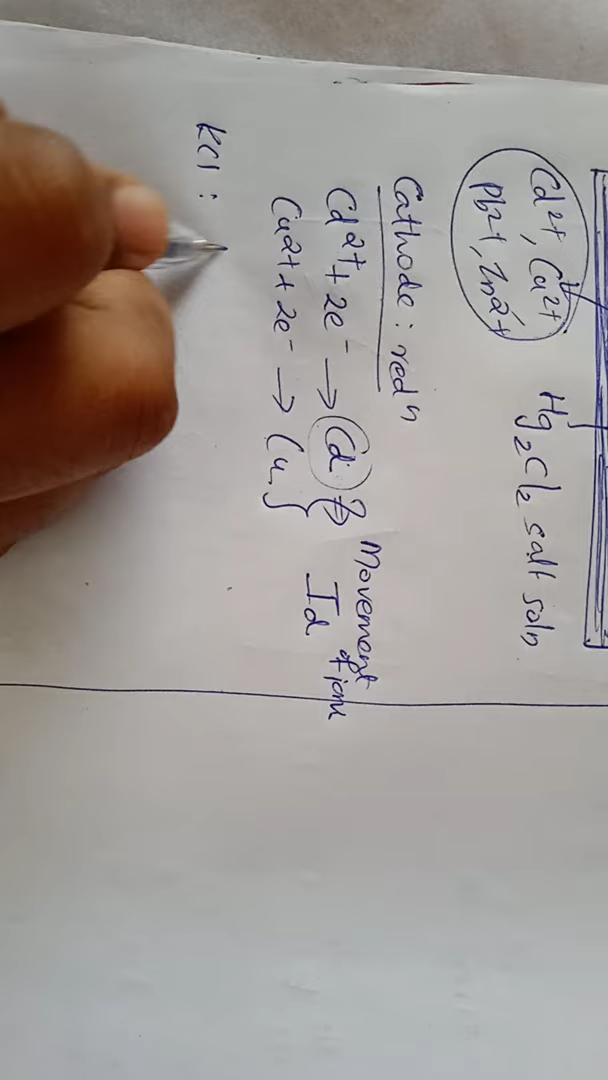 Cd2+, Cu2+
Pb2+, Zn2+
Hg2Cl2 salt soln.
Cathode : redn
Cd2+ + 2e- → Cd
Cu2+ + 2e- → Cu
Movement
of ions
Id
KCl :